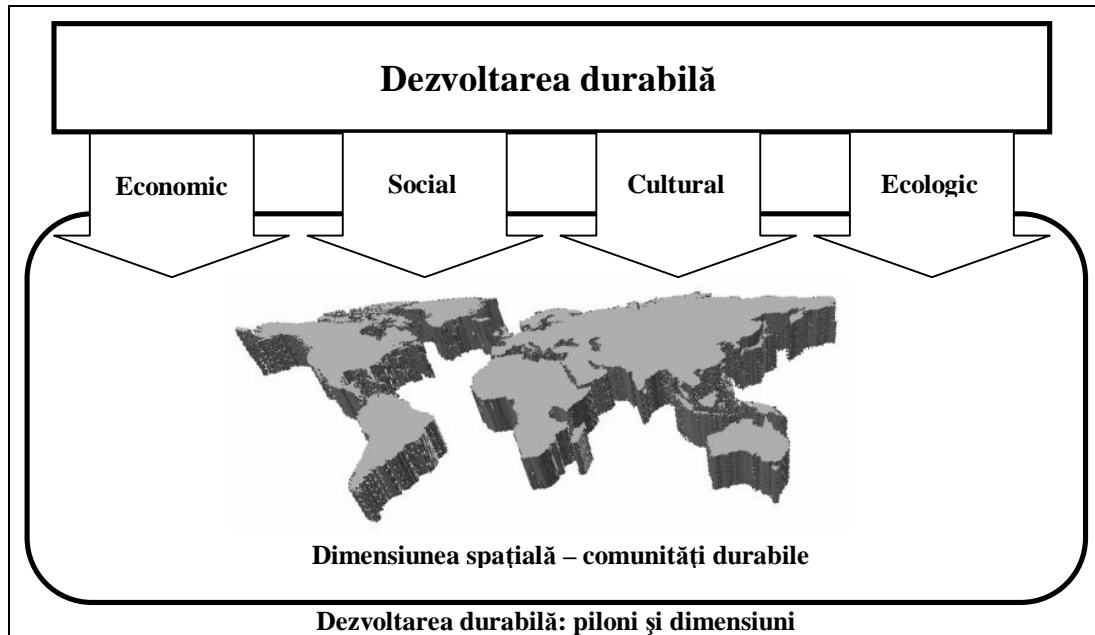 Dezvoltarea durabilă
Economic Social Cultural Ecologic
Dimensiunea spaţială – comunităţi durabile
Dezvoltarea durabilă: piloni şi dimensiuni